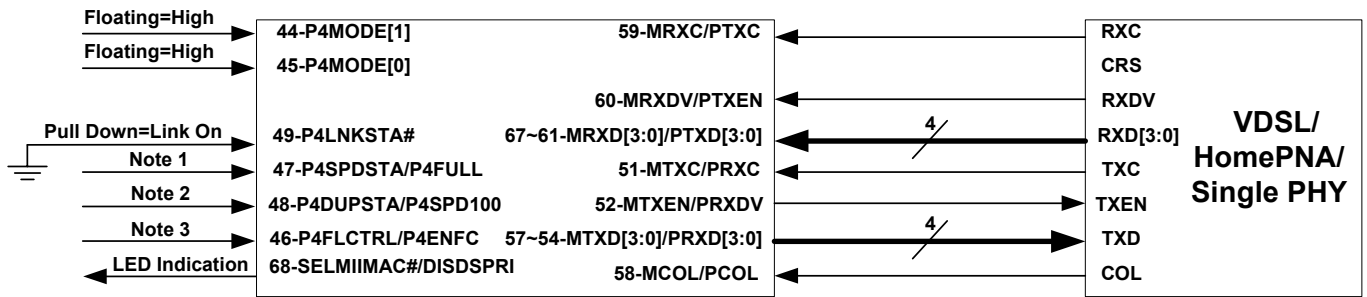 Floating=High
44-P4MODE[1]
59-MRXC/PTXC
RXC
Floating=High
45-P4MODE[0]
CRS
60-MRXDV/PTXEN
RXDV
Pull Down=Link On
49-P4LNKSTA#
67~61-MRXD[3:0]/PTXD[3:0]
4
RXD[3:0]
VDSL/
HomePNA/
Single PHY
Note 1
47-P4SPDSTA/P4FULL
51-MTXC/PRXC
TXC
Note 2
48-P4DUPSTA/P4SPD100
52-MTXEN/PRXDV
TXEN
Note 3
46-P4FLCTRL/P4ENFC
57~54-MTXD[3:0]/PRXD[3:0]
4
TXD
LED Indication
68-SELMIIMAC#/DISDSPRI
58-MCOL/PCOL
COL